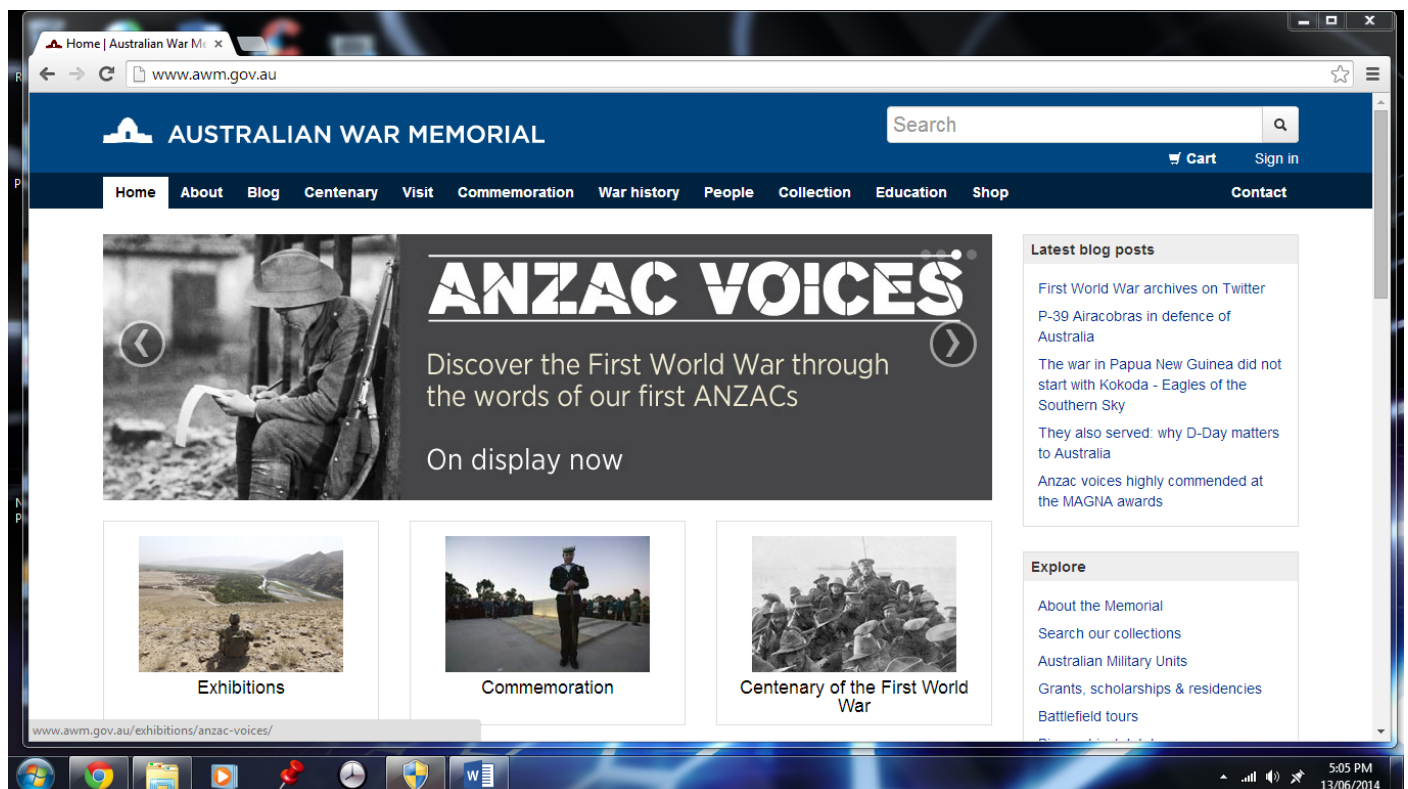 Home | Australian War Me
www.awm.gov.au
AUSTRALIAN WAR MEMORIAL
Search
Cart Sign in
Home About Blog Centenary Visit Commemoration War history People Collection Education Shop Contact
ANZAC VOICES
Discover the First World War through
the words of our first ANZACs
On display now
Exhibitions
Commemoration
Centenary of the First World
War
Latest blog posts
First World War archives on Twitter
P-39 Airacobras in defence of
Australia
The war in Papua New Guinea did not
start with Kokoda - Eagles of the
Southern Sky
They also served: why D-Day matters
to Australia
Anzac voices highly commended at
the MAGNA awards
Explore
About the Memorial
Search our collections
Australian Military Units
Grants, scholarships & residencies
Battlefield tours
www.awm.gov.au/exhibitions/anzac-voices/
5:05 PM
13/06/2014